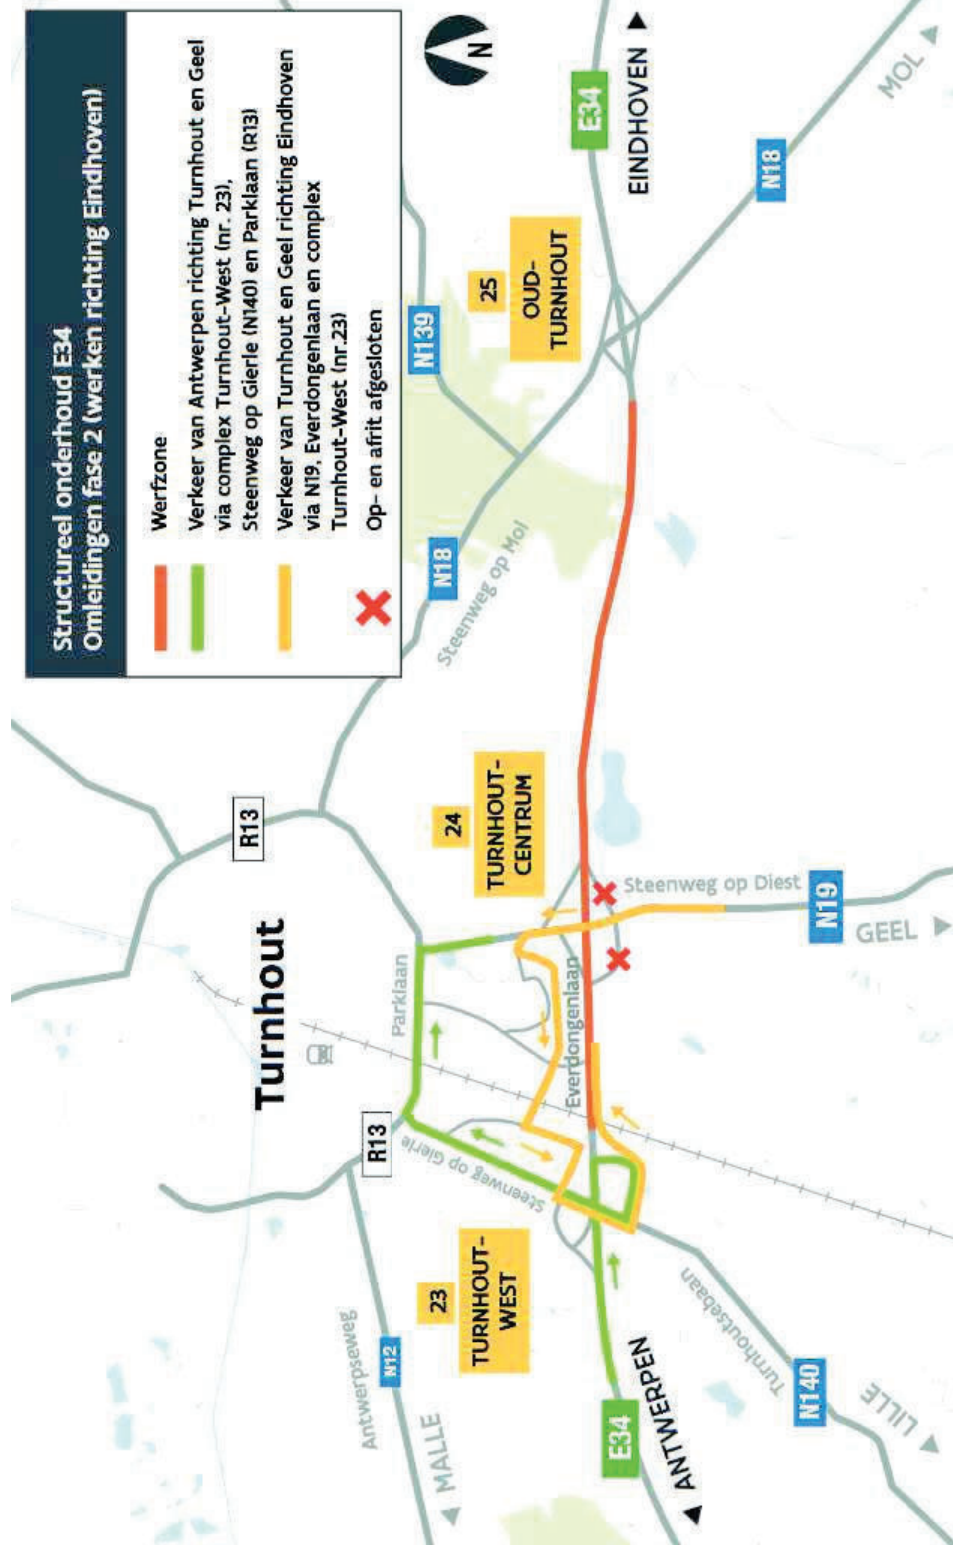 Structureel onderhoud E34
Omleidingen fase 2 (werken richting Eindhoven)
Werfzone
Verkeer van Antwerpen richting Turnhout en Geel
via complex Turnhout-West (nr. 23),
Steenweg op Gierle (N140) en Parklaan (R13)
Verkeer van Turnhout en Geel richting Eindhoven
via N19, Everdongenlaan en complex
Turnhout-West (nr.23)
Op- en afrit afgesloten
N
Turnhout
R13
R13
N139
N18
Steenweg op Mol
Parklaan
Antwerpseweg
N12
MALLE
Steenweg op Gierle
23
TURNHOUT-
WEST
24
TURNHOUT-
CENTRUM
25
OUD-
TURNHOUT
Everdongenlaan
E34
ANTWERPEN
E34
EINDHOVEN
Turnhoutsebaan
N140
LILLE
Steenweg op Diest
N19
GEEL
N18
MOL